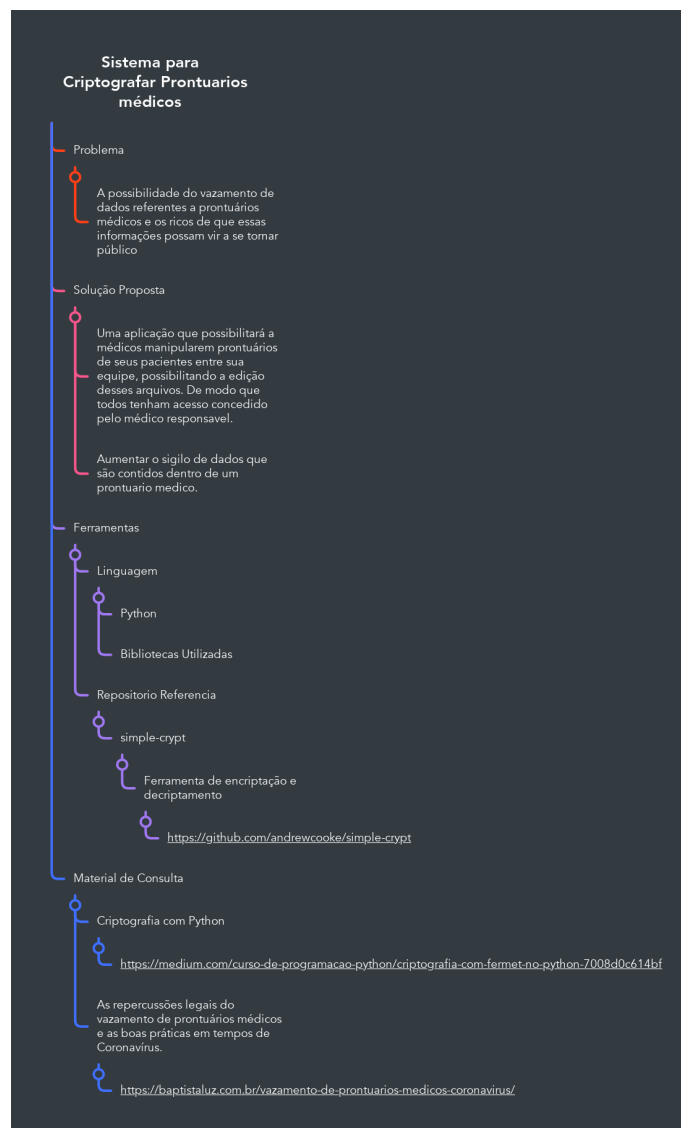 Sistema para
Criptografar Prontuarios
médicos
Problema
A possibilidade do vazamento de
dados referentes a prontuários
médicos e os ricos de que essas
informações possam vir a se tornar
público
Solução Proposta
Uma aplicação que possibilitará a
médicos manipularem prontuários
de seus pacientes entre sua
equipe, possibilitando a edição
desses arquivos. De modo que
todos tenham acesso concedido
pelo médico responsavel.
Aumentar o sigilo de dados que
são contidos dentro de um
prontuario medico.
Ferramentas
Linguagem
Python
Bibliotecas Utilizadas
Repositorio Referencia
simple-crypt
Ferramenta de encriptação e
decriptamento
https://github.com/andrewcooke/simple-crypt
Material de Consulta
Criptografia com Python
https://medium.com/curso-de-programacao-python/criptografia-com-fermet-no-python-7008d0c614bf
As repercussões legais do
vazamento de prontuários médicos
e as boas práticas em tempos de
Coronavírus.
https://baptistaluz.com.br/vazamento-de-prontuarios-medicos-coronavirus/